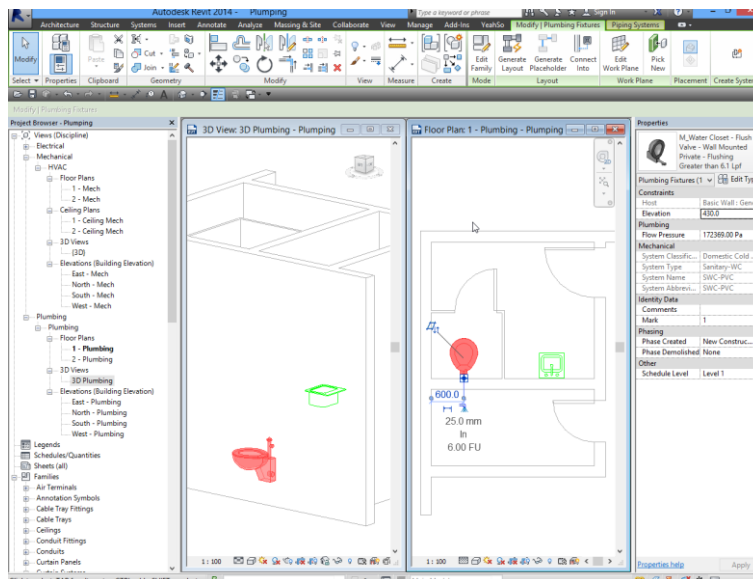 Autodesk Revit 2014 - Plumping
Type a keyword or phrase
Sign In
Architecture Structure Systems Insert Annotate Analyze Massing & Site Collaborate View Manage Add-Ins YeahSo Modify | Plumbing Fixtures Piping Systems
Modify
Properties
Paste
Cut
Join
Edit Family
Generate Layout
Generate Placeholder
Connect Into
Edit Work Plane
Pick New
Select Properties Clipboard Geometry Modify View Measure Create Mode Layout Work Plane Placement Create System
Modify | Plumbing Fixtures
Project Browser - Plumping
Views (Discipline)
Electrical
Mechanical
HVAC
Floor Plans
1 - Mech
2 - Mech
Ceiling Plans
1 - Ceiling Mech
2 - Ceiling Mech
3D Views
{3D}
Elevations (Building Elevation)
East - Mech
North - Mech
South - Mech
West - Mech
Plumbing
Plumbing
Floor Plans
1 - Plumbing
2 - Plumbing
3D Views
3D Plumbing
Elevations (Building Elevation)
East - Plumbing
North - Plumbing
South - Plumbing
West - Plumbing
Legends
Schedules/Quantities
Sheets (all)
Families
Air Terminals
Annotation Symbols
Cable Tray Fittings
Cable Trays
Ceilings
Conduit Fittings
Conduits
Curtain Panels
3D View: 3D Plumbing - Plumping
1 : 100
Floor Plan: 1 - Plumbing - Plumping
600.0
25.0 mm
In
6.00 FU
1 : 100
Properties
M_Water Closet - Flush
Valve - Wall Mounted
Private - Flushing
Greater than 6.1 Lpf
Plumbing Fixtures (1 Edit Typ
Constraints
Host Basic Wall : Gene
Elevation 430.0
Plumbing
Flow Pressure 172369.00 Pa
Mechanical
System Classific... Domestic Cold
System Type Sanitary-WC
System Name SWC-PVC
System Abbrevi... SWC-PVC
Identity Data
Comments
Mark 1
Phasing
Phase Created New Construc...
Phase Demolished None
Other
Schedule Level Level 1
Properties help Apply